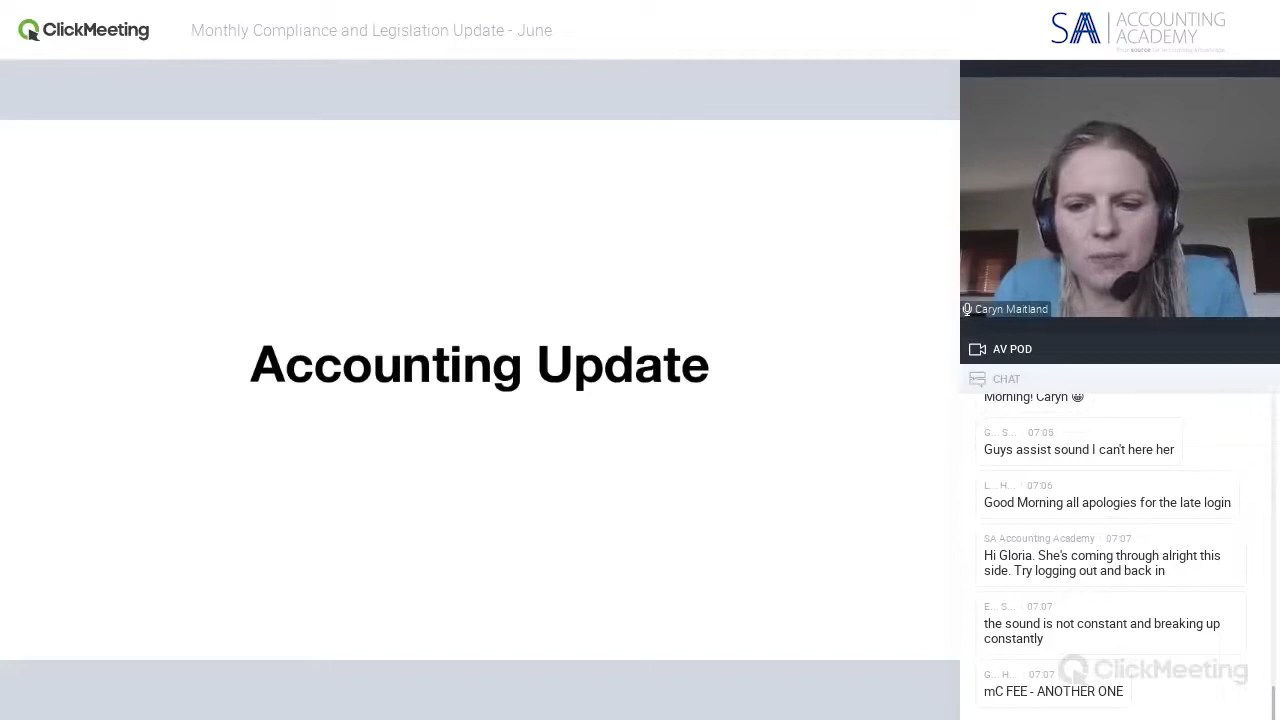 ClickMeeting
Monthly Compliance and Legislation Update - June
SA ACCOUNTING
ACADEMY
Accounting Update
Caryn Maitland
AV POD
CHAT
Morning! Caryn 😀
G... S... 07:05
Guys assist sound I can't here her
L... H... 07:06
Good Morning all apologies for the late login
SA Accounting Academy 07:07
Hi Gloria. She's coming through alright this
side. Try logging out and back in
E... S... 07:07
the sound is not constant and breaking up
constantly
G... H... 07:07
mC FEE - ANOTHER ONE
ClickMeeting